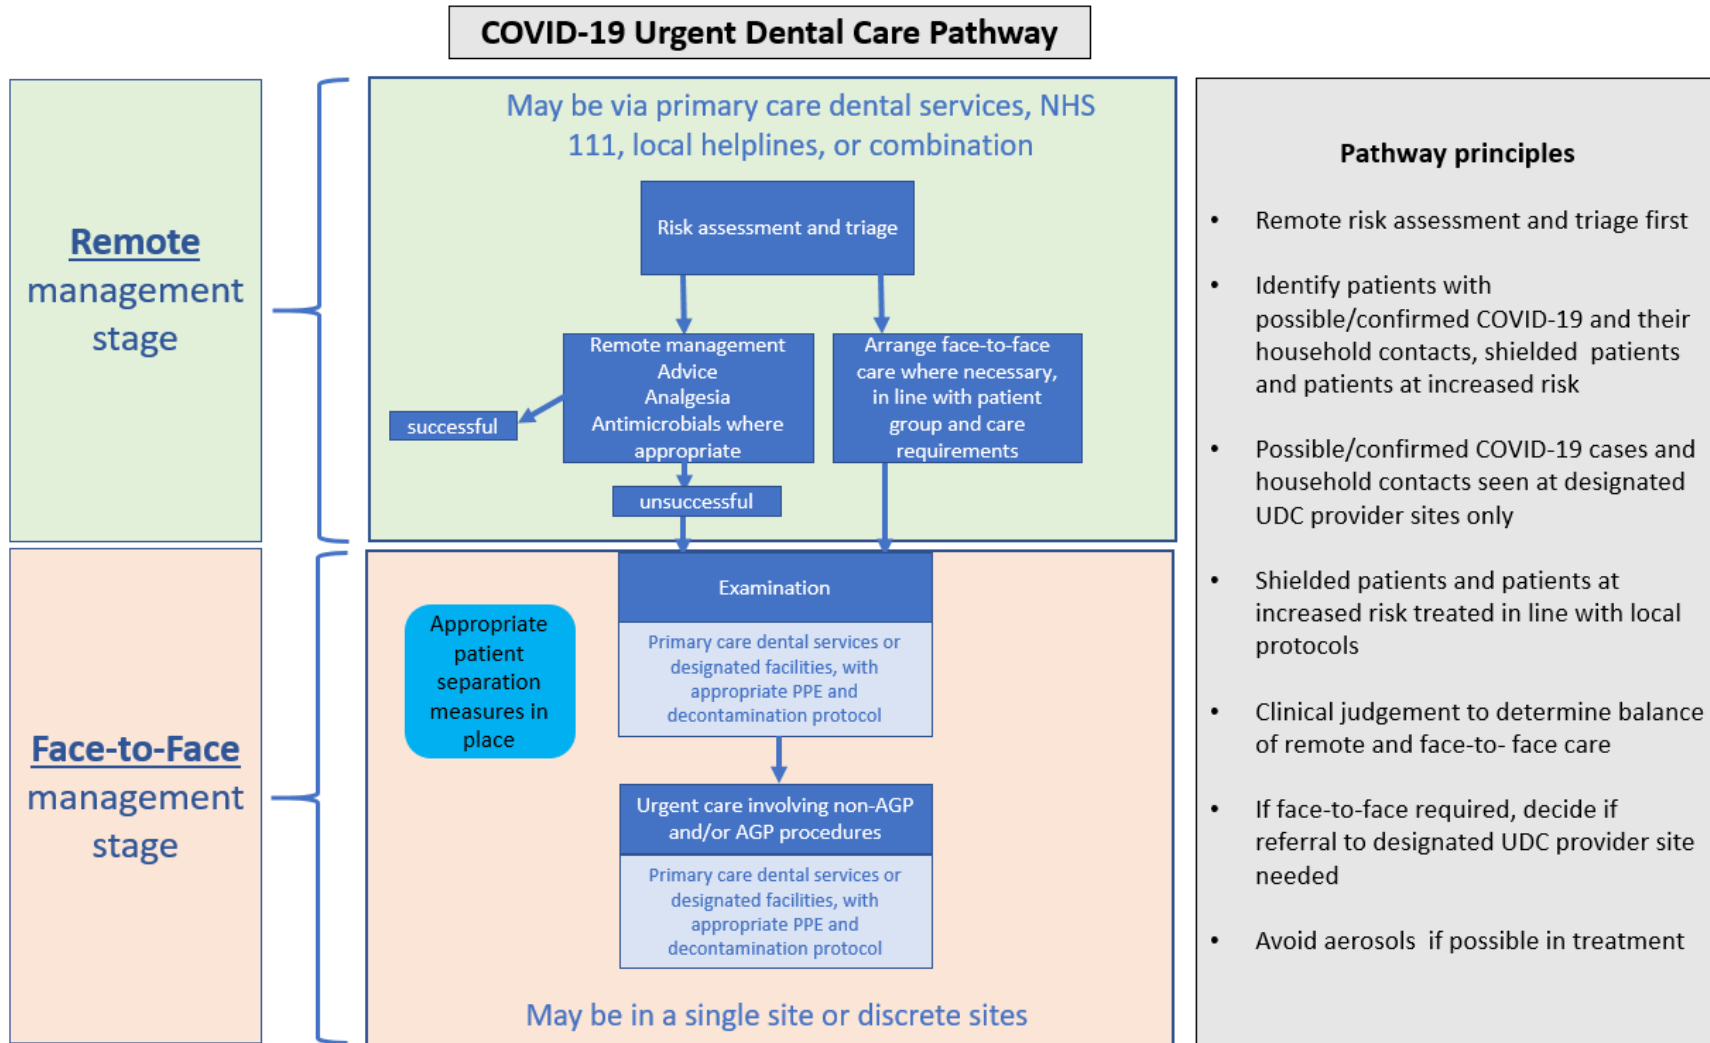 COVID-19 Urgent Dental Care Pathway
Remote
management
stage
May be via primary care dental services, NHS
111, local helplines, or combination
Risk assessment and triage
Remote management
Advice
Analgesia
Antimicrobials where
appropriate
Arrange face-to-face
care where necessary,
in line with patient
group and care
requirements
successful
unsuccessful
Face-to-Face
management
stage
Appropriate
patient
separation
measures in
place
Examination
Primary care dental services or
designated facilities, with
appropriate PPE and
decontamination protocol
Urgent care involving non-AGP
and/or AGP procedures
Primary care dental services or
designated facilities, with
appropriate PPE and
decontamination protocol
May be in a single site or discrete sites
Pathway principles
• Remote risk assessment and triage first
• Identify patients with
possible/confirmed COVID-19 and their
household contacts, shielded patients
and patients at increased risk
• Possible/confirmed COVID-19 cases and
household contacts seen at designated
UDC provider sites only
• Shielded patients and patients at
increased risk treated in line with local
protocols
• Clinical judgement to determine balance
of remote and face-to- face care
• If face-to-face required, decide if
referral to designated UDC provider site
needed
• Avoid aerosols if possible in treatment